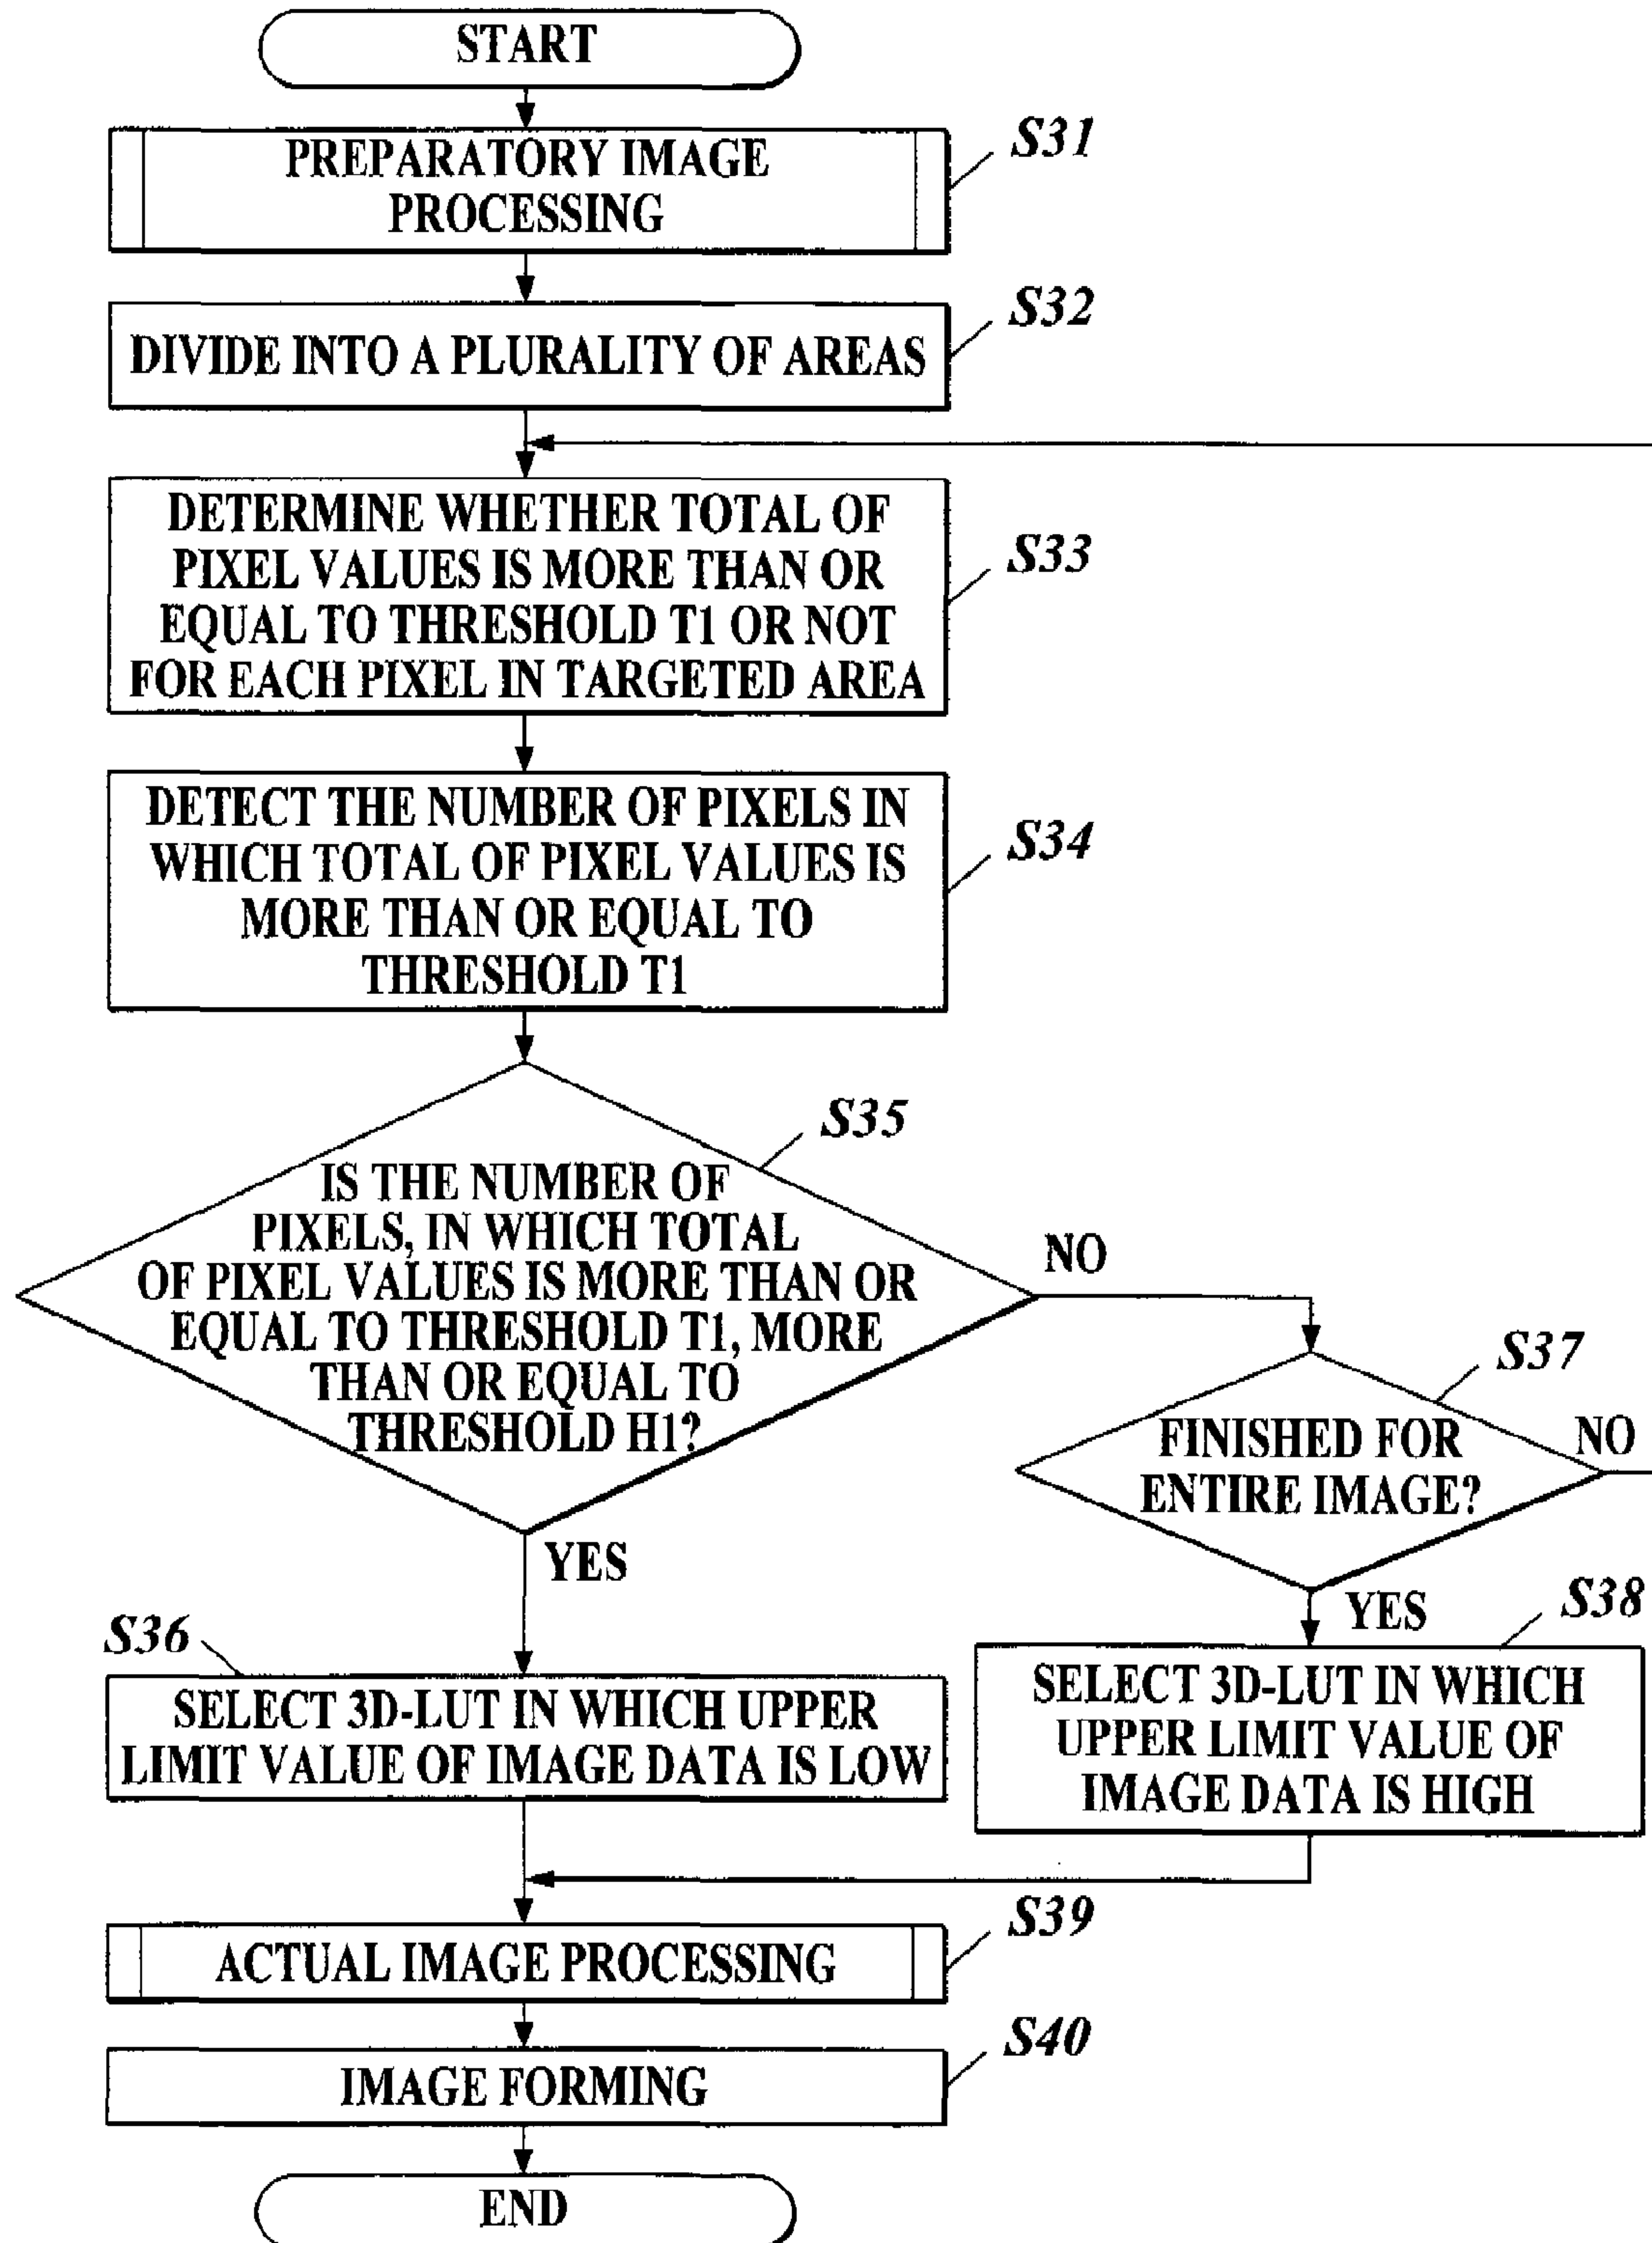 START
PREPARATORY IMAGE
PROCESSING
S31
DIVIDE INTO A PLURALITY OF AREAS
S32
DETERMINE WHETHER TOTAL OF
PIXEL VALUES IS MORE THAN OR
EQUAL TO THRESHOLD T1 OR NOT
FOR EACH PIXEL IN TARGETED AREA
S33
DETECT THE NUMBER OF PIXELS IN
WHICH TOTAL OF PIXEL VALUES IS
MORE THAN OR EQUAL TO
THRESHOLD T1
S34
S35
IS THE NUMBER OF
PIXELS, IN WHICH TOTAL
OF PIXEL VALUES IS MORE THAN OR
EQUAL TO THRESHOLD T1, MORE
THAN OR EQUAL TO
THRESHOLD H1?
NO
YES
S37
FINISHED FOR
ENTIRE IMAGE?
NO
YES
S36
SELECT 3D-LUT IN WHICH UPPER
LIMIT VALUE OF IMAGE DATA IS LOW
S38
SELECT 3D-LUT IN WHICH
UPPER LIMIT VALUE OF
IMAGE DATA IS HIGH
ACTUAL IMAGE PROCESSING
S39
IMAGE FORMING
S40
END